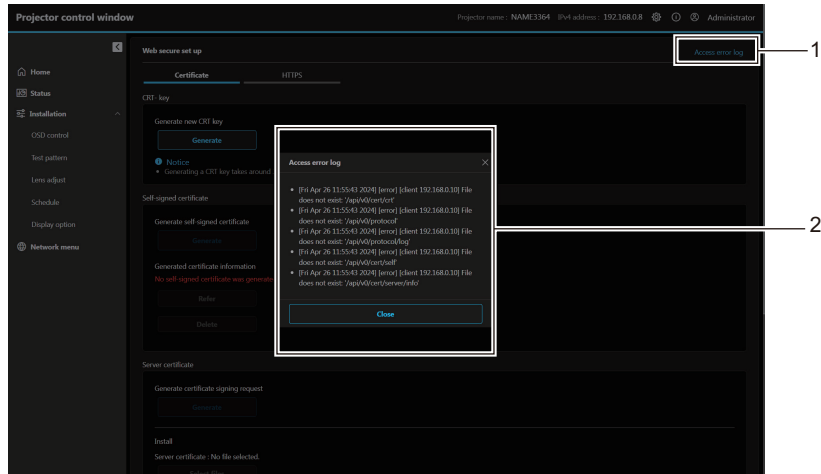 Projector control window
Projector name : NAME3364 IPv4 address : 192.168.0.8 Administrator
Web secure set up
Access error log
1
Home
Status
Installation
OSD control
Test pattern
Lens adjust
Schedule
Display option
Network menu
Certificate
HTTPS
CRT- key
Generate new CRT key
Generate
Notice
• Generating a CRT key takes around
Self-signed certificate
Generate self-signed certificate
Generate
Generated certificate information
No self-signed certificate was generate
Refer
Delete
Access error log
• [Fri Apr 26 11:55:43 2024] [error] [client 192.168.0.10] File
does not exist: '/api/v0/cert/crt'
• [Fri Apr 26 11:55:43 2024] [error] [client 192.168.0.10] File
does not exist: '/api/v0/protocol'
• [Fri Apr 26 11:55:43 2024] [error] [client 192.168.0.10] File
does not exist: '/api/v0/protocol/log'
• [Fri Apr 26 11:55:43 2024] [error] [client 192.168.0.10] File
does not exist: '/api/v0/cert/self'
• [Fri Apr 26 11:55:43 2024] [error] [client 192.168.0.10] File
does not exist: '/api/v0/cert/server/info'
Close
2
Server certificate
Generate certificate signing request
Generate
Install
Server certificate : No file selected.
Select files